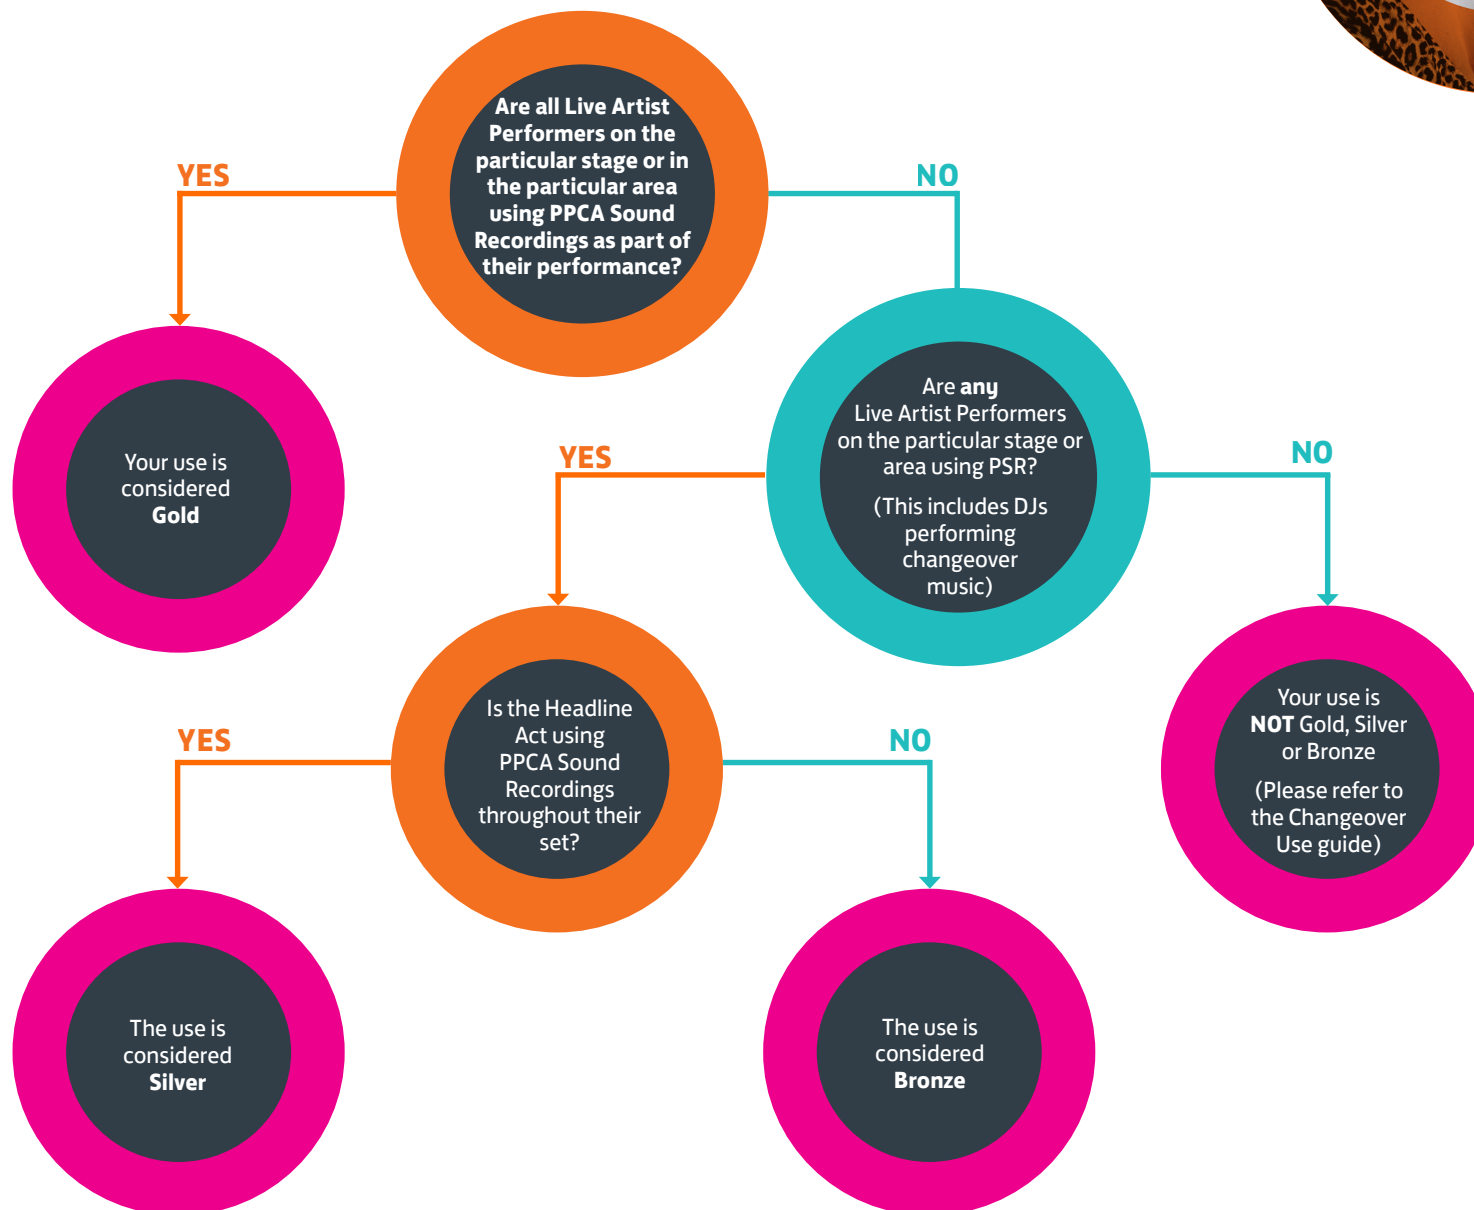 Are all Live Artist
Performers on the
particular stage or in
the particular area
using PPCA Sound
Recordings as part of
their performance?
YES
NO
Your use is
considered
Gold
Are any
Live Artist Performers
on the particular stage or
area using PSR?
(This includes DJs
performing
changeover
music)
YES
NO
Is the Headline
Act using
PPCA Sound
Recordings
throughout their
set?
Your use is
NOT Gold, Silver
or Bronze
(Please refer to
the Changeover
Use guide)
YES
NO
The use is
considered
Silver
The use is
considered
Bronze